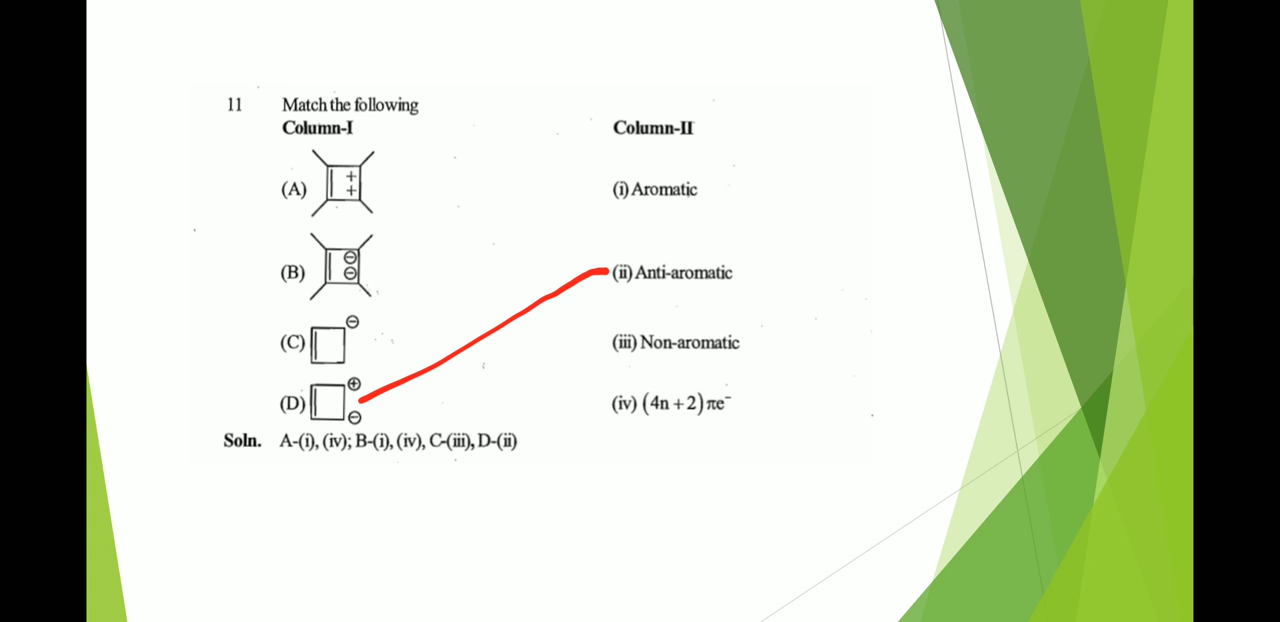 11 Match the following
Column-I Column-II
(A) (i) Aromatic
(B) (ii) Anti-aromatic
(C) (iii) Non-aromatic
(D) (iv) (4n + 2) πe⁻
Soln. A-(i), (iv); B-(i), (iv), C-(iii), D-(ii)